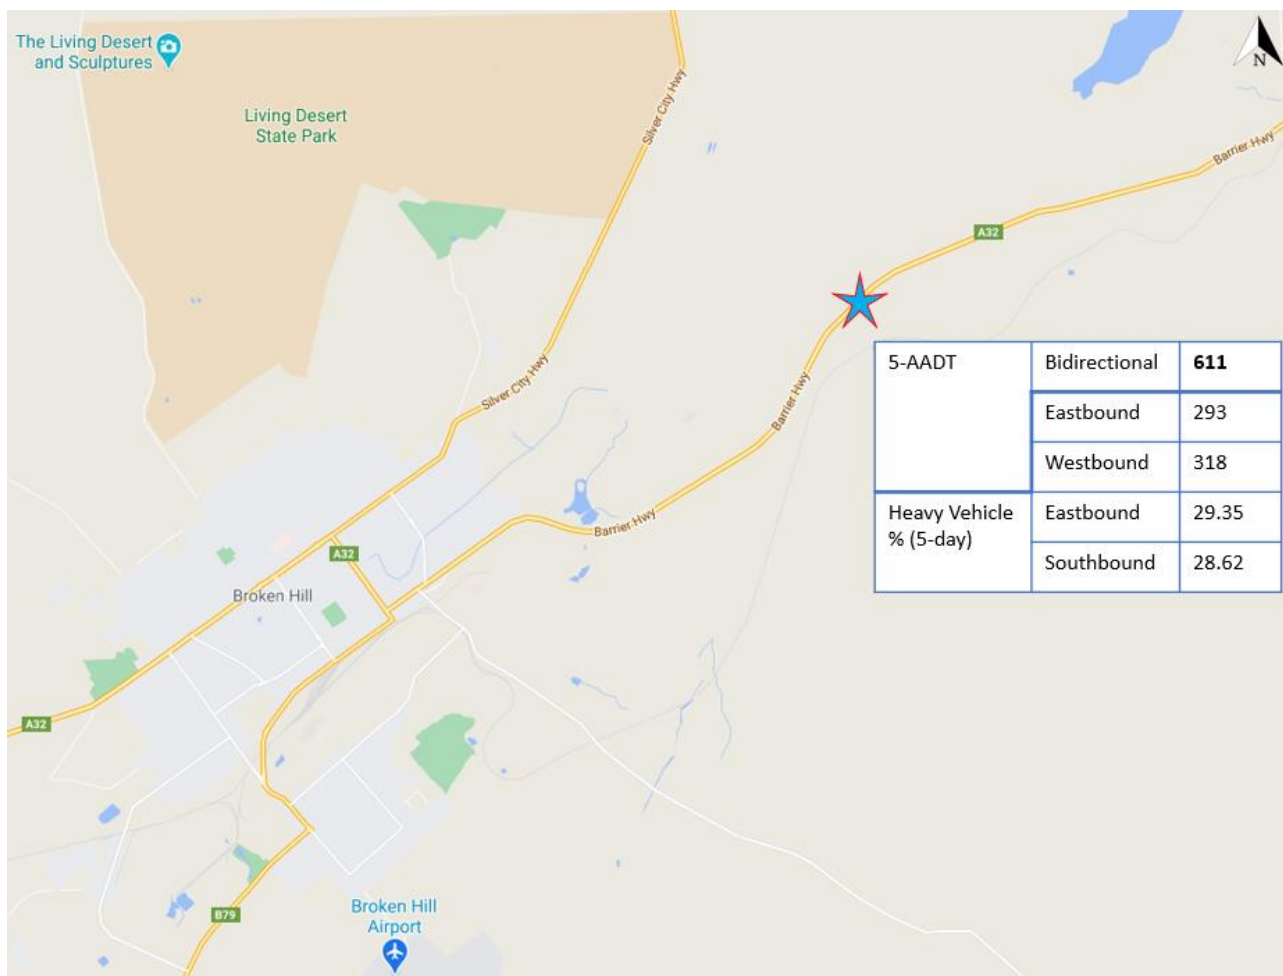 The Living Desert
and Sculptures
Living Desert
State Park
Silver City Hwy
N
Barrier Hwy
A32
Silver City Hwy
Barrier Hwy
5-AADT Bidirectional 611
Eastbound 293
Westbound 318
Heavy Vehicle
% (5-day)
Eastbound 29.35
Southbound 28.62
Barrier Hwy
A32
Broken Hill
A32
B79
Broken Hill
Airport